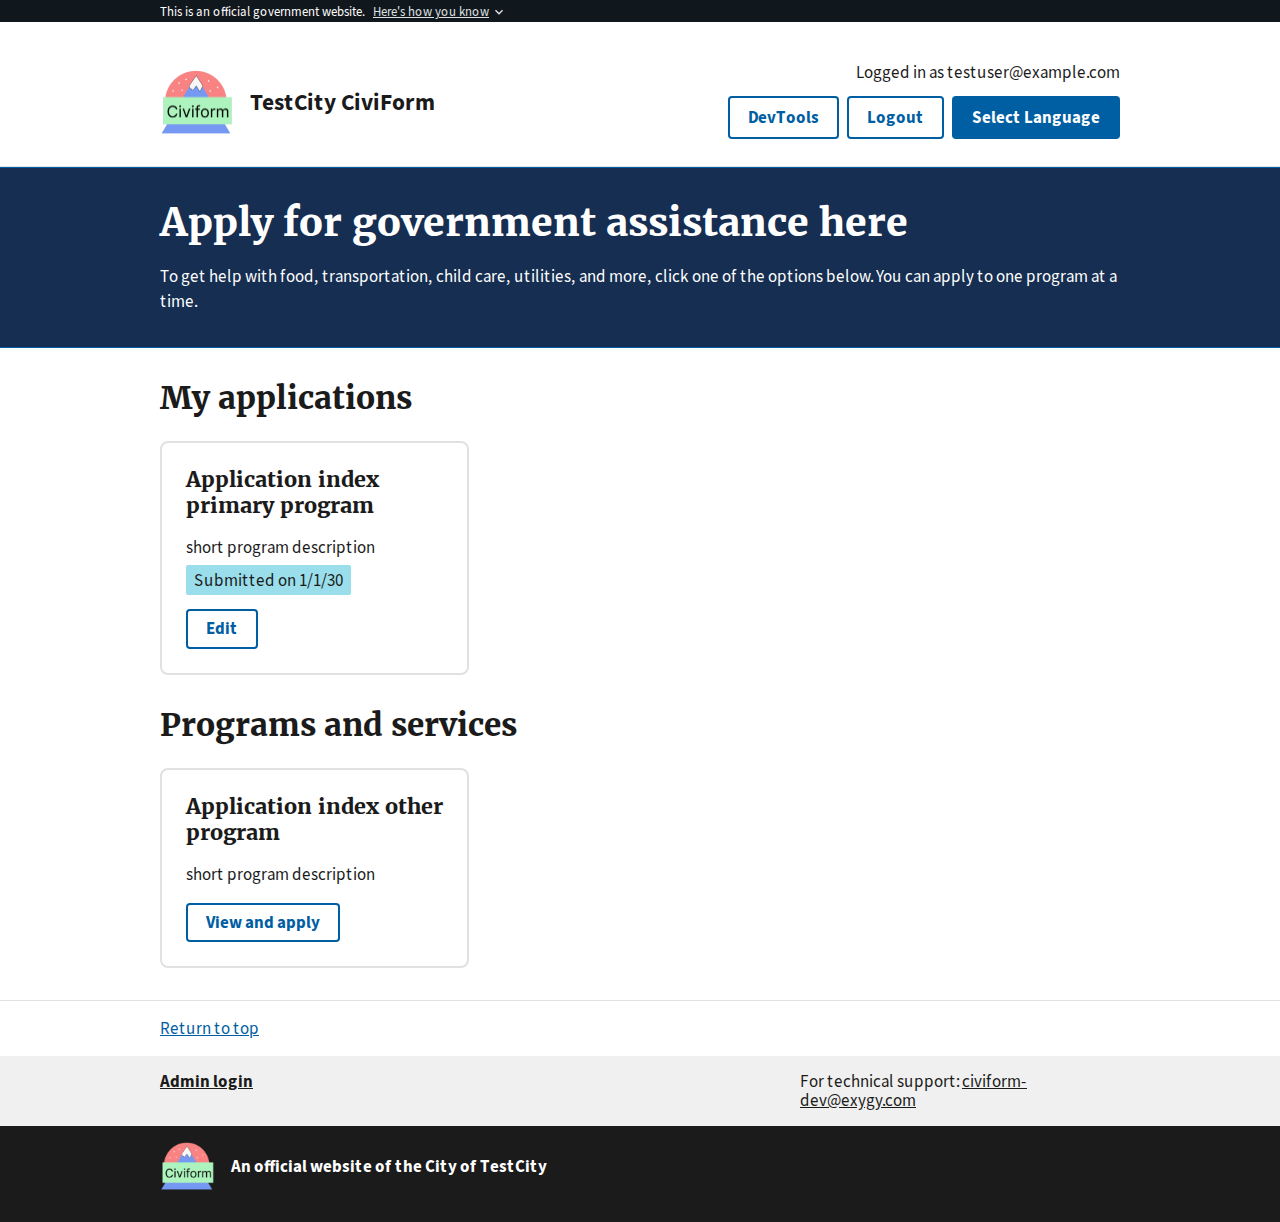 This is an official government website. Here's how you know
Logged in as testuser@example.com
Civiform
TestCity CiviForm
DevTools
Logout
Select Language
Apply for government assistance here
To get help with food, transportation, child care, utilities, and more, click one of the options below. You can apply to one program at a
time.
My applications
Application index
primary program
short program description
Submitted on 1/1/30
Edit
Programs and services
Application index other
program
short program description
View and apply
Return to top
Admin login
For technical support: civiform-
dev@exygy.com
Civiform
An official website of the City of TestCity